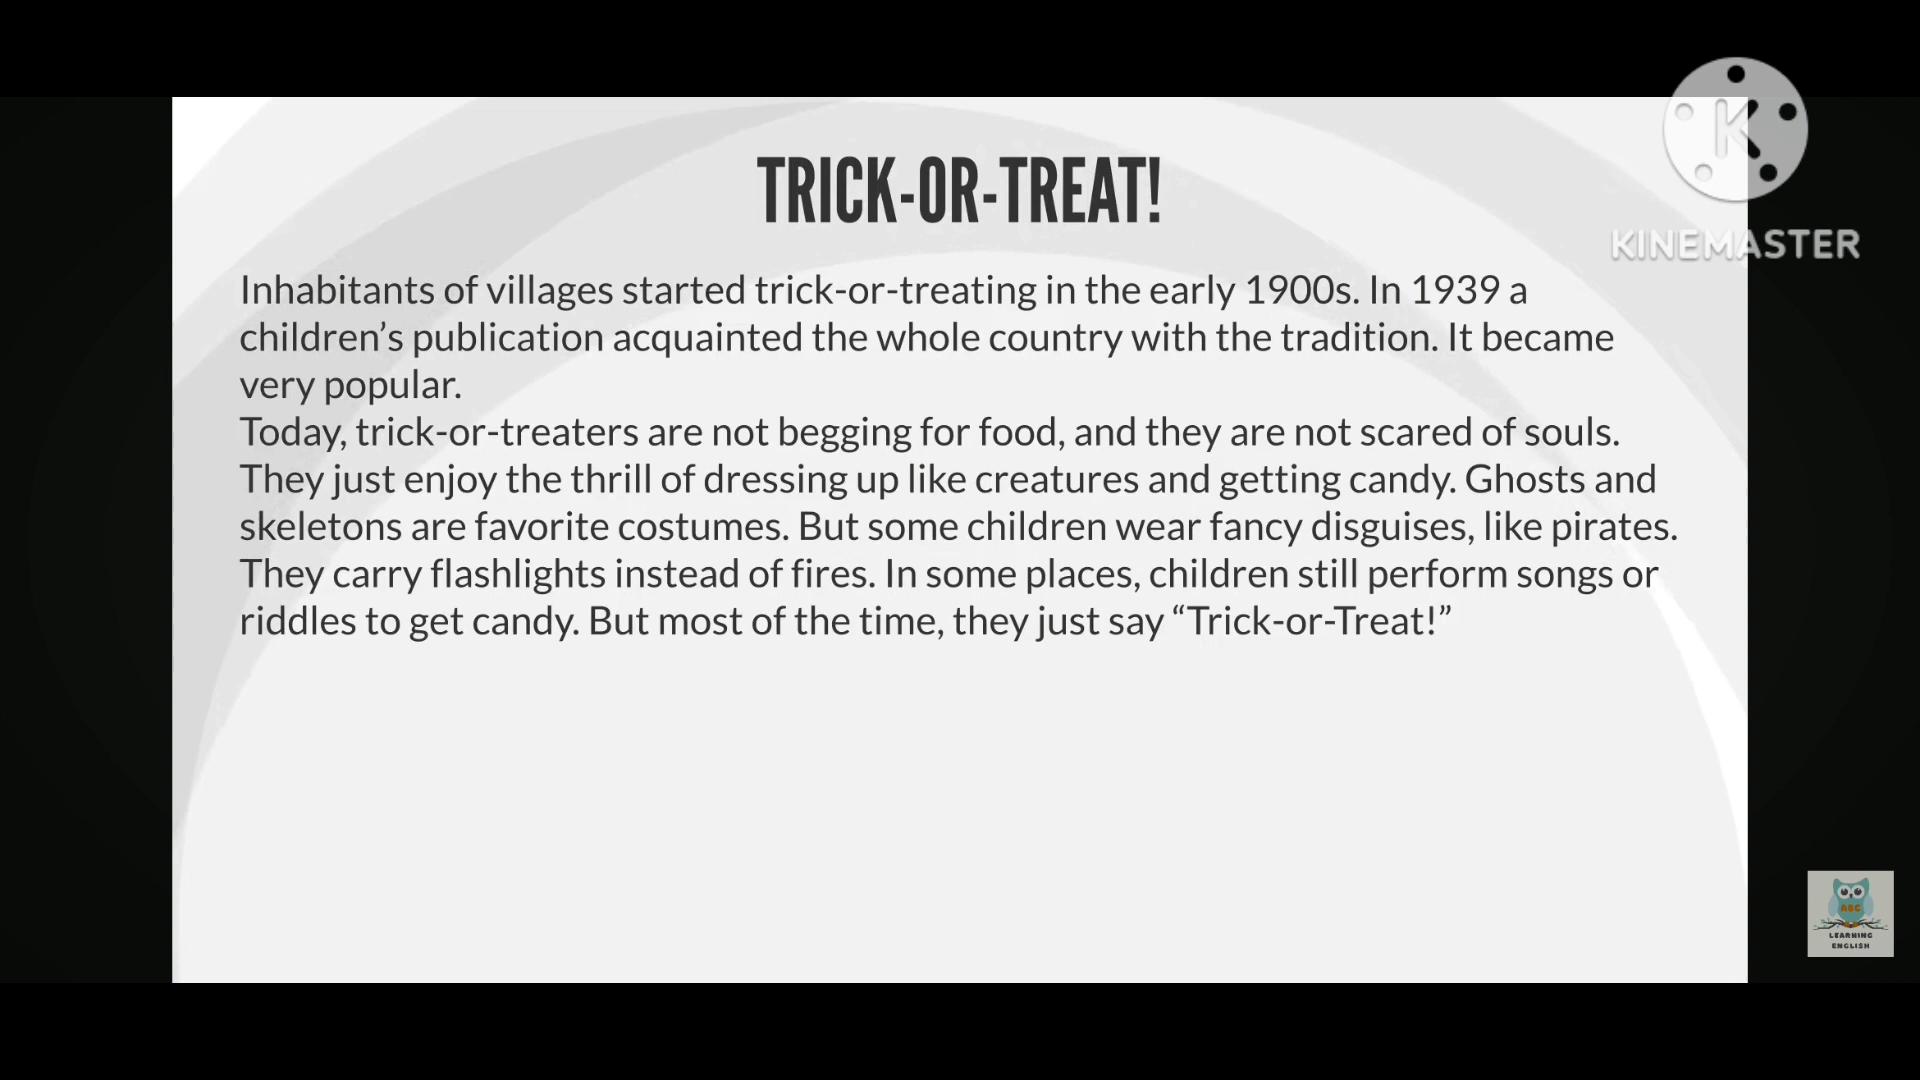 TRICK-OR-TREAT!
Inhabitants of villages started trick-or-treating in the early 1900s. In 1939 a
children’s publication acquainted the whole country with the tradition. It became
very popular.
Today, trick-or-treaters are not begging for food, and they are not scared of souls.
They just enjoy the thrill of dressing up like creatures and getting candy. Ghosts and
skeletons are favorite costumes. But some children wear fancy disguises, like pirates.
They carry flashlights instead of fires. In some places, children still perform songs or
riddles to get candy. But most of the time, they just say “Trick-or-Treat!”
K
KINEMASTER
ABC
LEARNING
ENGLISH